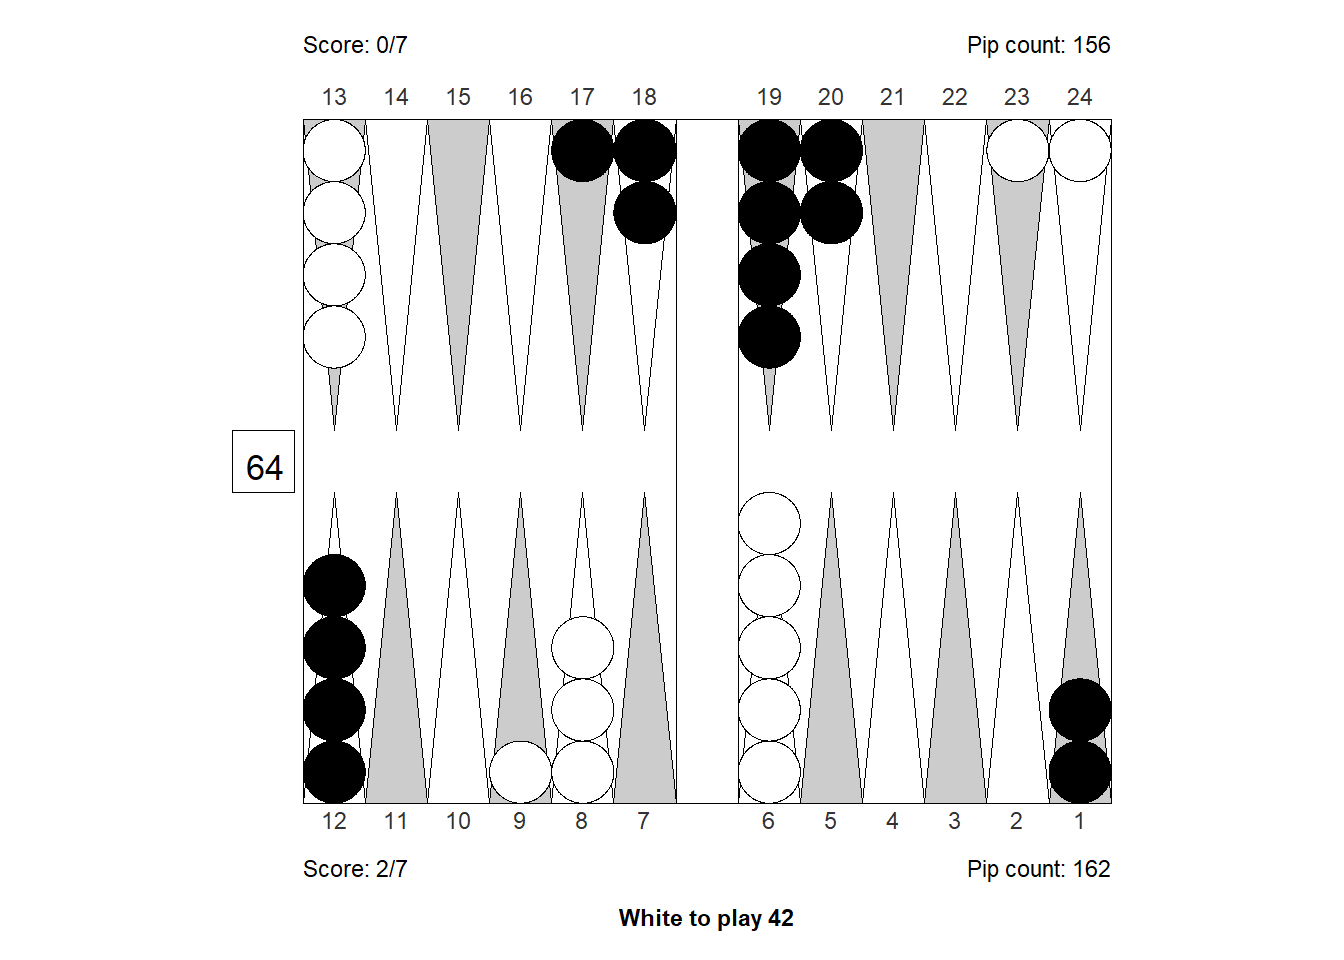 Score: 0/7 Pip count: 156
13 14 15 16 17 18 19 20 21 22 23 24
64
12 11 10 9 8 7 6 5 4 3 2 1
Score: 2/7 Pip count: 162
White to play 42